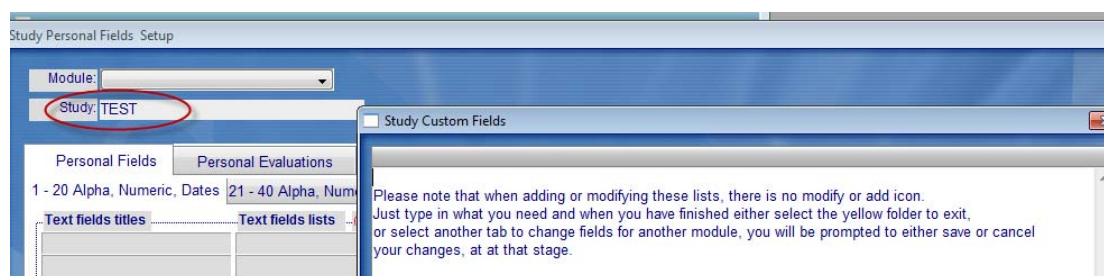 Study Personal Fields Setup
Module:
Study: TEST
Study Custom Fields
Personal Fields
Personal Evaluations
1 - 20 Alpha, Numeric, Dates
21 - 40 Alpha,
Text fields titles
Text fields lists
Please note that when adding or modifying these lists, there is no modify or add icon.
Just type in what you need and when you have finished either select the yellow folder to exit,
or select another tab to change fields for another module, you will be prompted to either save or cancel
your changes, at at that stage.